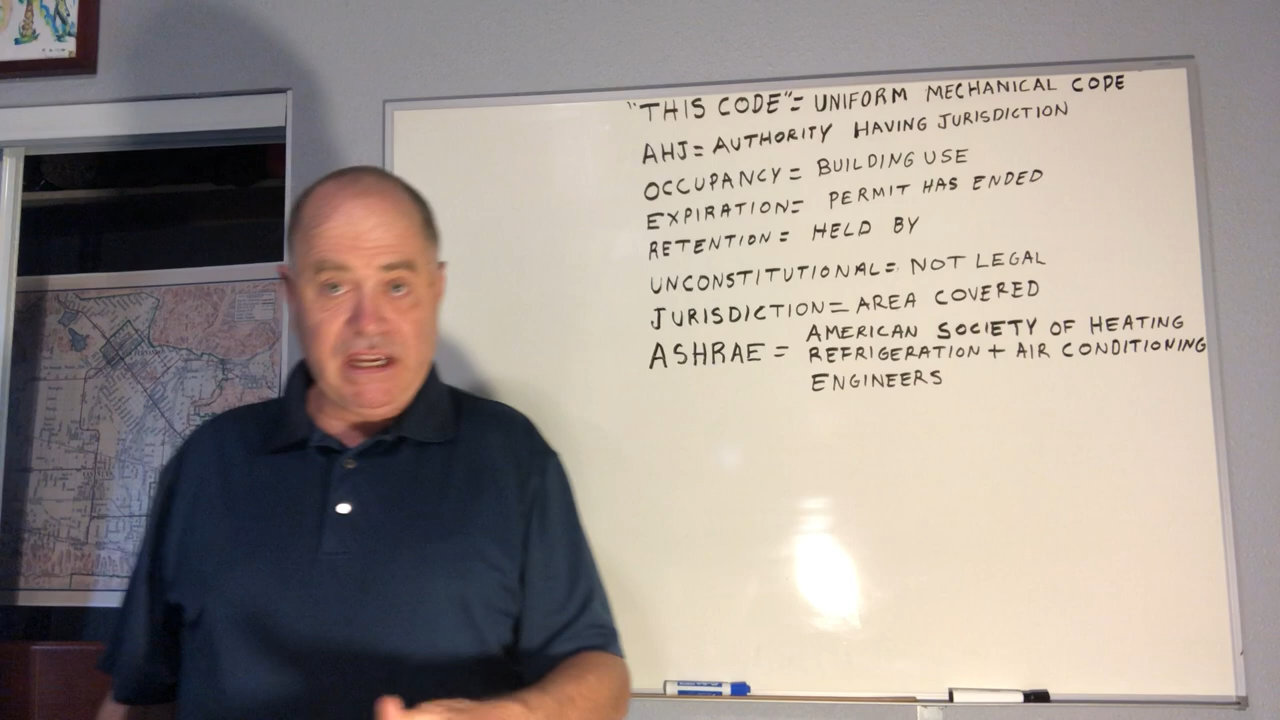 "THIS CODE"= UNIFORM MECHANICAL CODE
AHJ= AUTHORITY HAVING JURISDICTION
OCCUPANCY= BUILDING USE
EXPIRATION= PERMIT HAS ENDED
RETENTION= HELD BY
UNCONSTITUTIONAL= NOT LEGAL
JURISDICTION= AREA COVERED
ASHRAE = AMERICAN SOCIETY OF HEATING
REFRIGERATION + AIR CONDITIONING
ENGINEERS